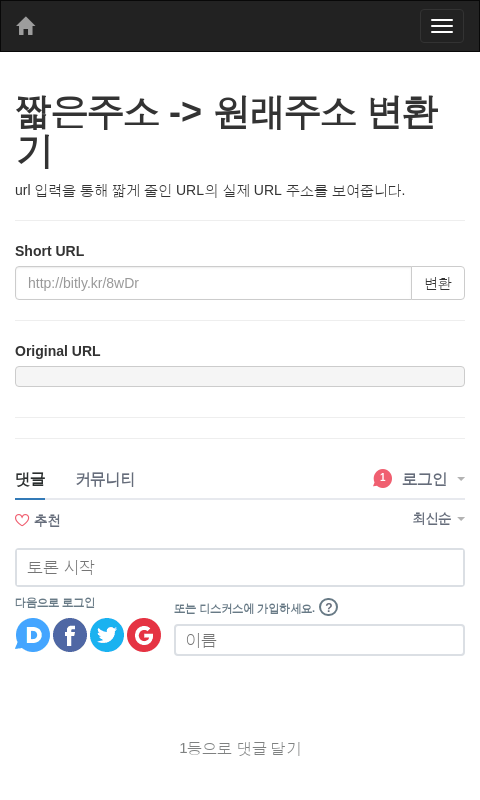 짧은주소 -> 원래주소 변환
기
url 입력을 통해 짧게 줄인 URL의 실제 URL 주소를 보여줍니다.
Short URL
http://bitly.kr/8wDr 변환
Original URL
댓글 커뮤니티 1 로그인
추천 최신순
토론 시작
다음으로 로그인
또는 디스커스에 가입하세요. ?
D f G
이름
1등으로 댓글 달기